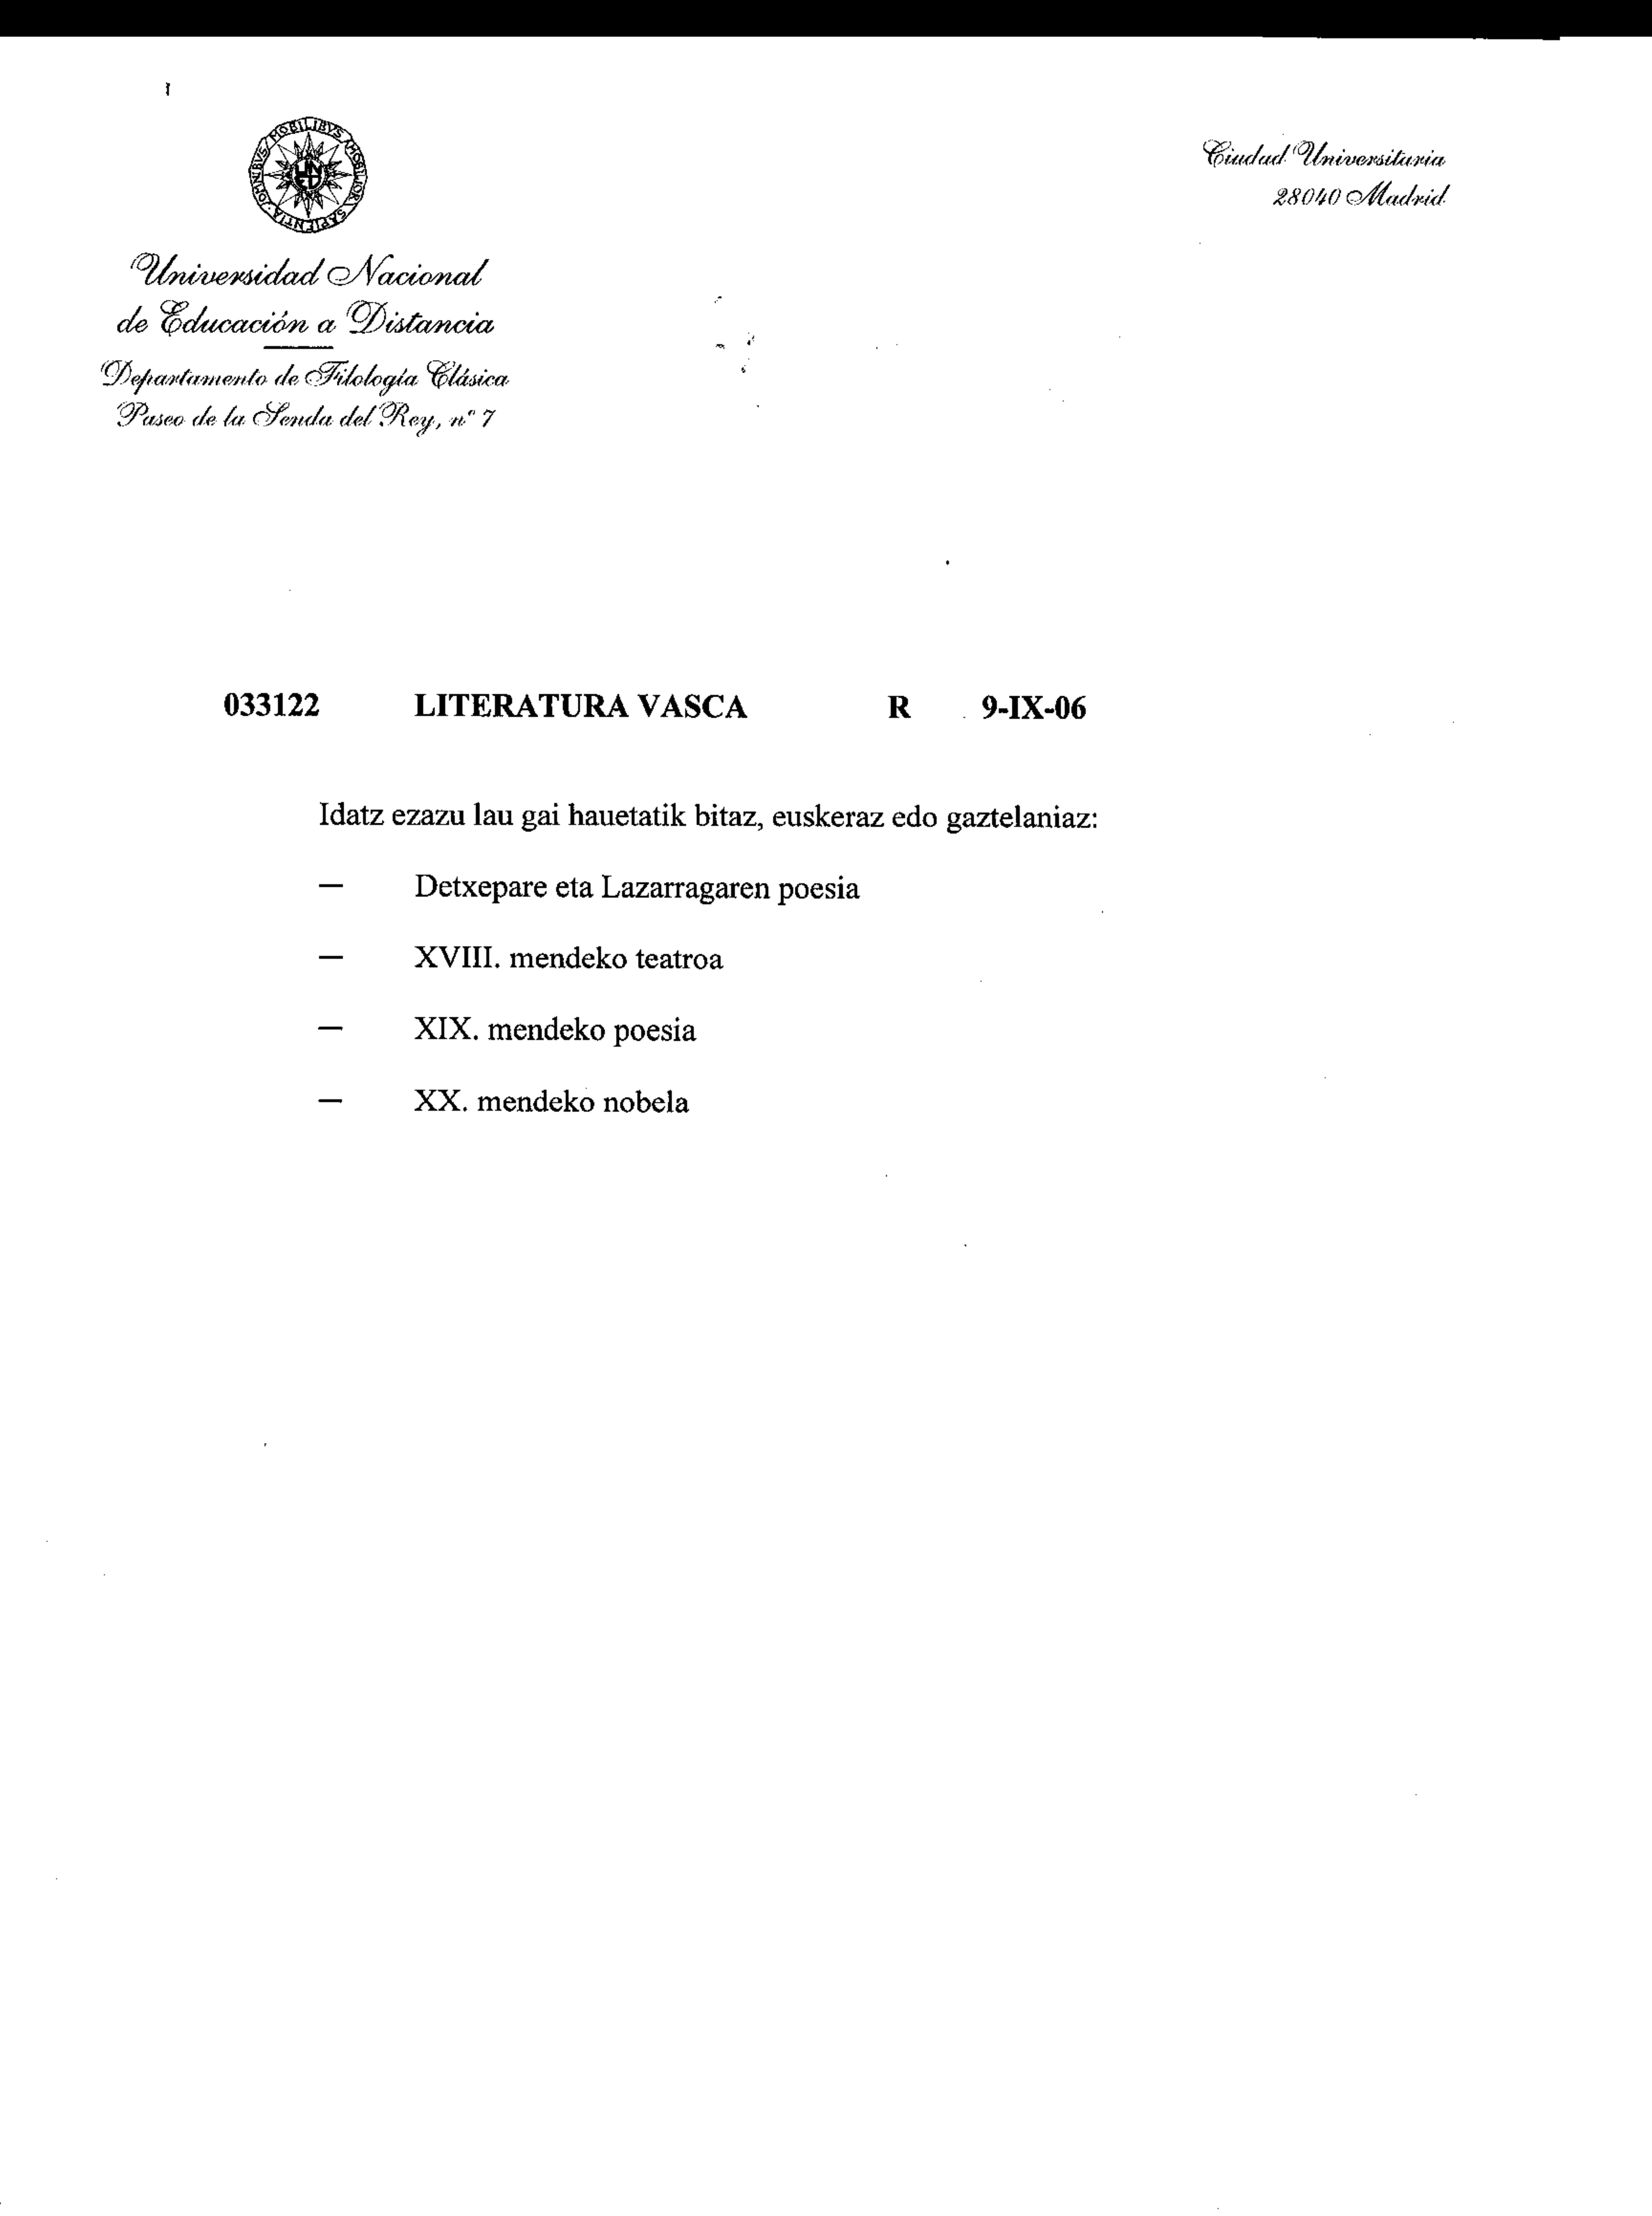 OMNIBVS MOBILIBVS MOBILIOR SAPIENTIA
UNED
Ciudad Universitaria
28040 Madrid
Universidad Nacional
de Educación a Distancia
Departamento de Filología Clásica
Paseo de la Senda del Rey, nº 7
033122 LITERATURA VASCA R 9-IX-06
Idatz ezazu lau gai hauetatik bitaz, euskeraz edo gaztelaniaz:
— Detxepare eta Lazarragaren poesia
— XVIII. mendeko teatroa
— XIX. mendeko poesia
— XX. mendeko nobela